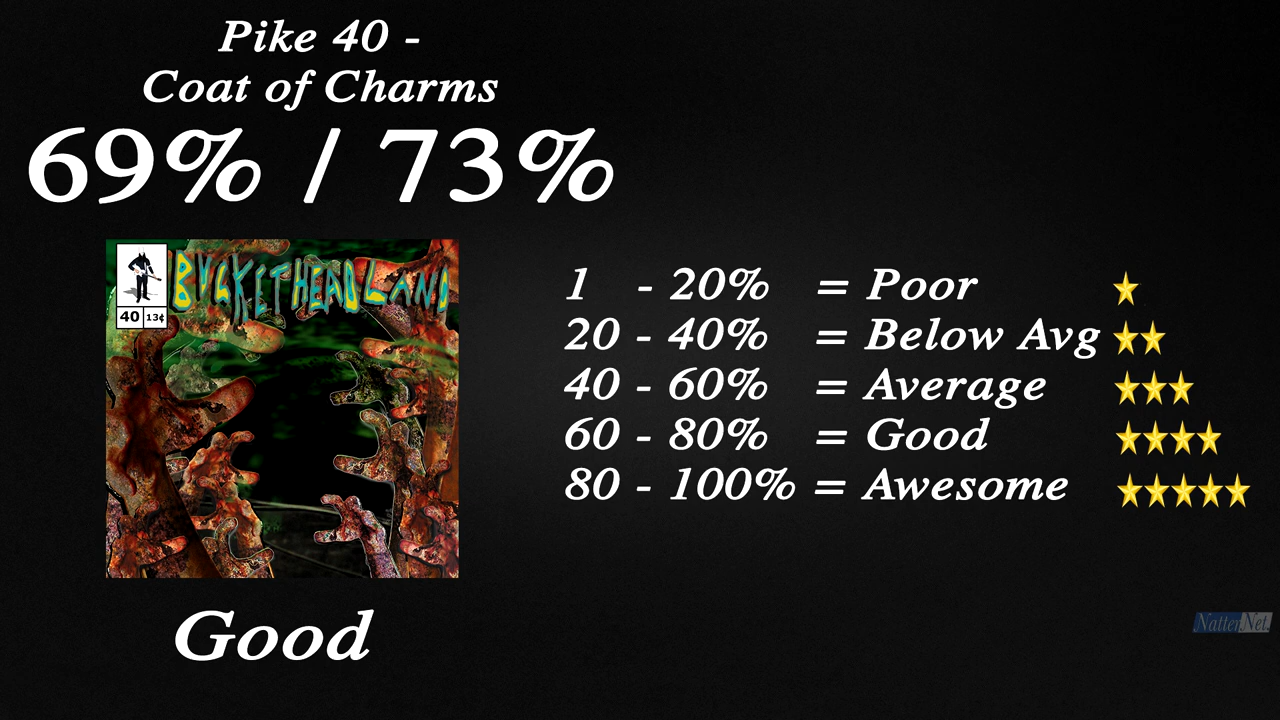 Pike 40 -
Coat of Charms
69% / 73%
BUCKETHEADLAND
40 13¢
1 - 20% = Poor
20 - 40% = Below Avg
40 - 60% = Average
60 - 80% = Good
80 - 100% = Awesome
Good
NatterNet